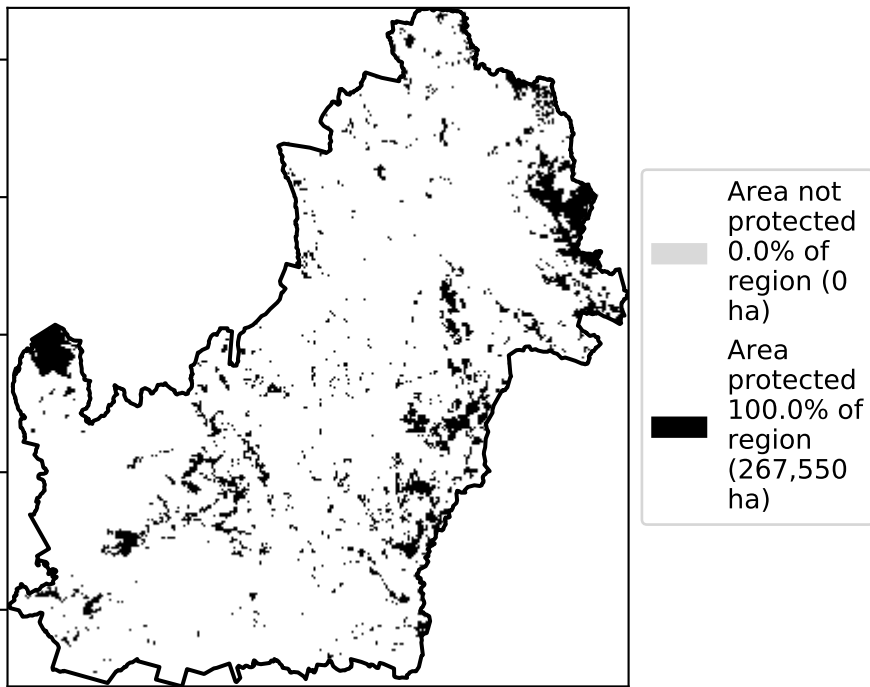 Area not
protected
0.0% of
region (0
ha)
Area
protected
100.0% of
region
(267,550
ha)